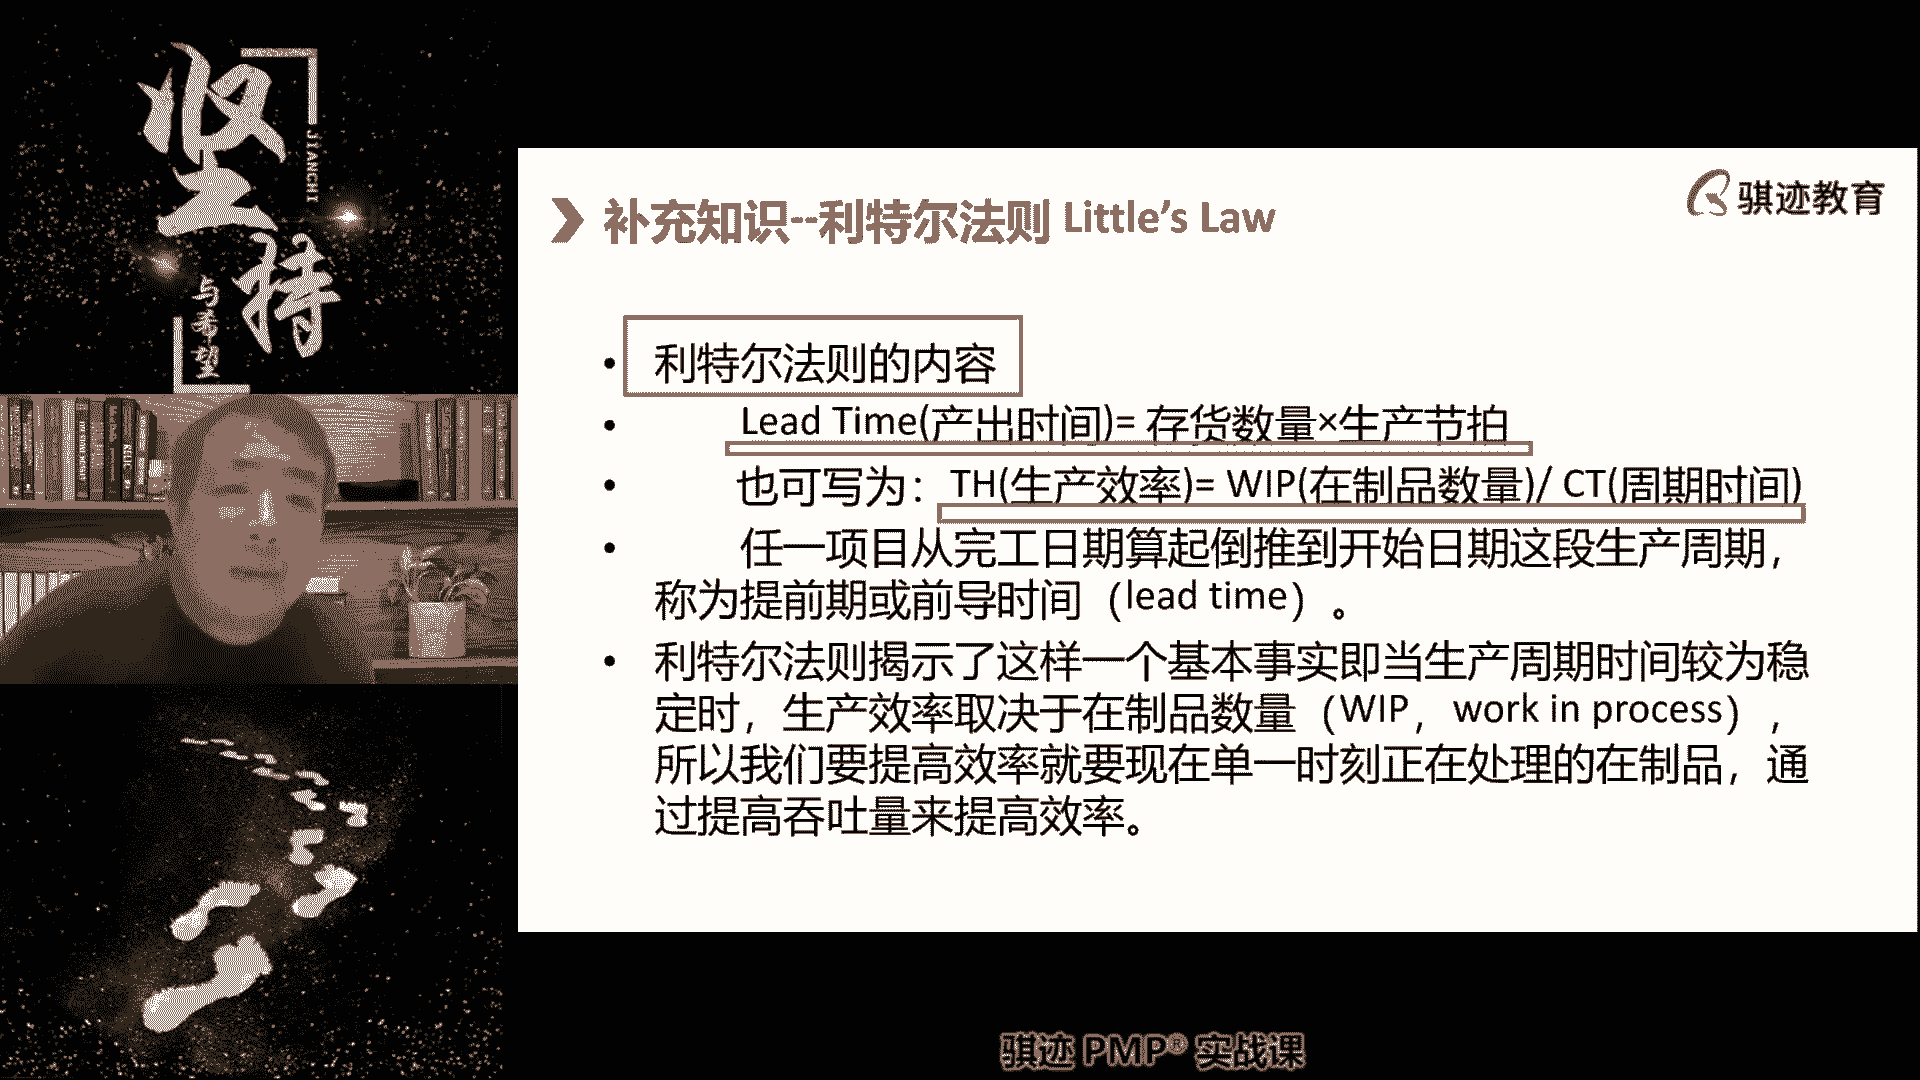 坚持
JIANCHI
与希望
骐迹教育
补充知识--利特尔法则 Little's Law
• 利特尔法则的内容
• Lead Time(产出时间)= 存货数量×生产节拍
• 也可写为：TH(生产效率)= WIP(在制品数量)/ CT(周期时间)
• 任一项目从完工日期算起倒推到开始日期这段生产周期，
称为提前期或前导时间（lead time）。
• 利特尔法则揭示了这样一个基本事实即当生产周期时间较为稳
定时，生产效率取决于在制品数量（WIP，work in process），
所以我们要提高效率就要现在单一时刻正在处理的在制品，通
过提高吞吐量来提高效率。
骐迹 PMP® 实战课